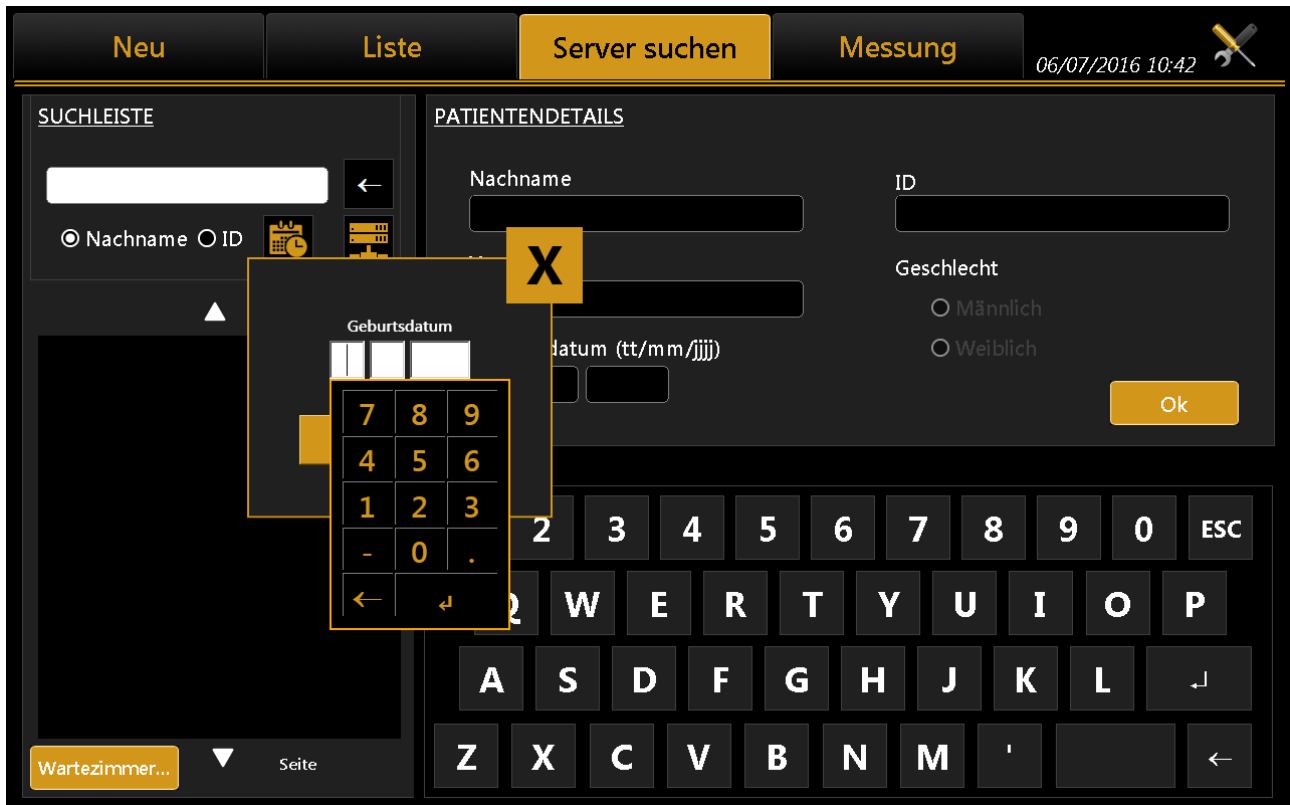 Neu Liste Server suchen Messung 06/07/2016 10:42
SUCHLEISTE
←
Nachname ID
PATIENTENDETAILS
Nachname ID
Geschlecht
Männlich
datum (tt/mm/jjjj) Weiblich
Ok
X
Geburtsdatum
7 8 9
4 5 6
1 2 3
- 0 .
← ↵
2 3 4 5 6 7 8 9 0 ESC
Q W E R T Y U I O P
A S D F G H J K L ↵
Z X C V B N M ' ←
Wartezimmer... Seite